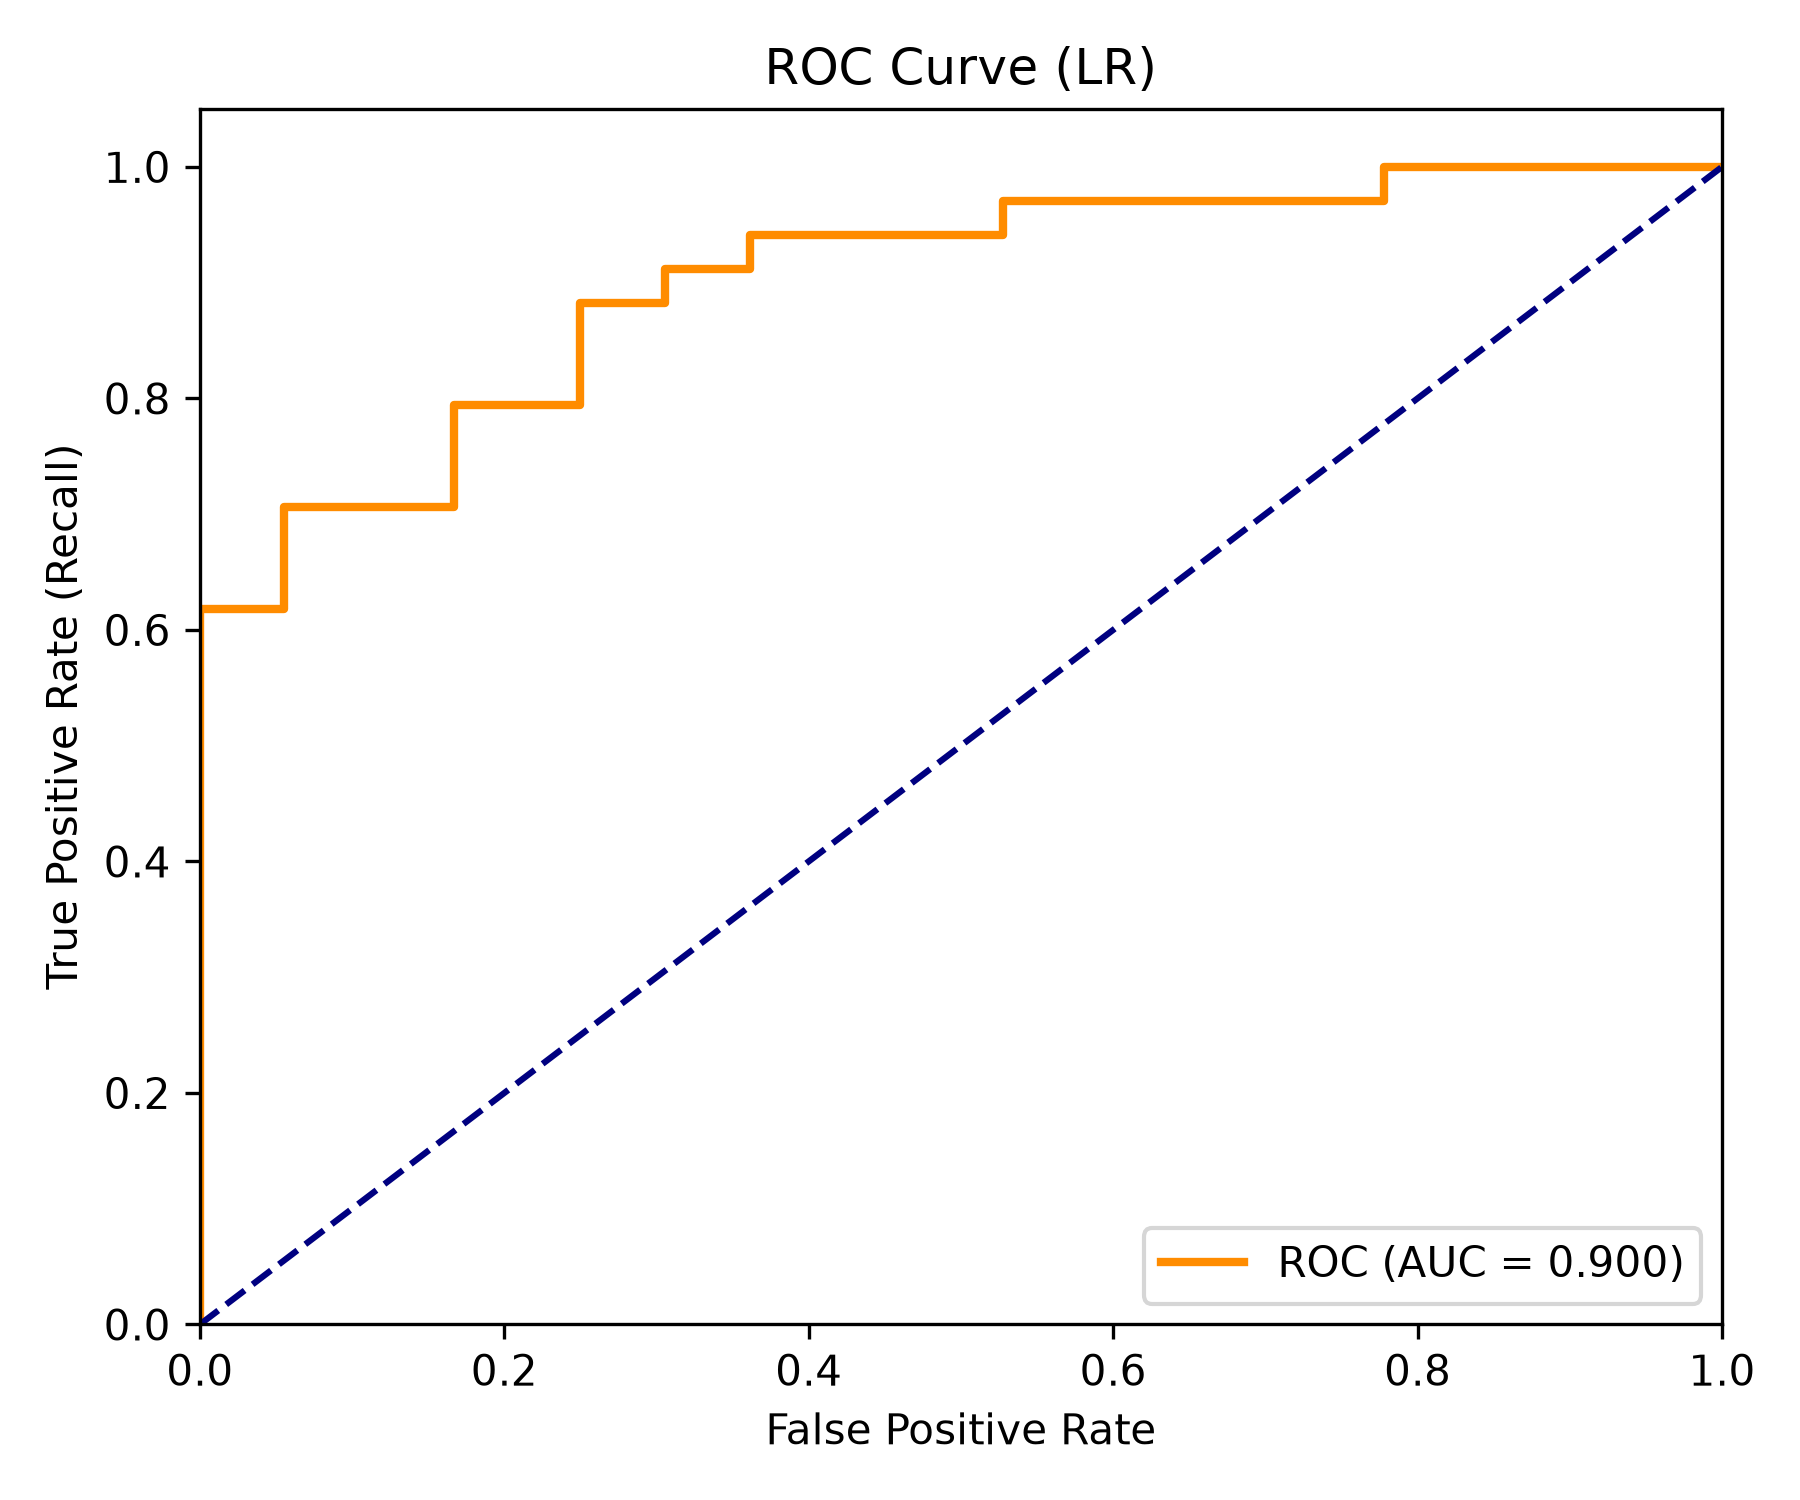 ROC Curve (LR)
1.0
0.8
0.6
0.4
0.2
0.0
True Positive Rate (Recall)
ROC (AUC = 0.900)
0.0 0.2 0.4 0.6 0.8 1.0
False Positive Rate